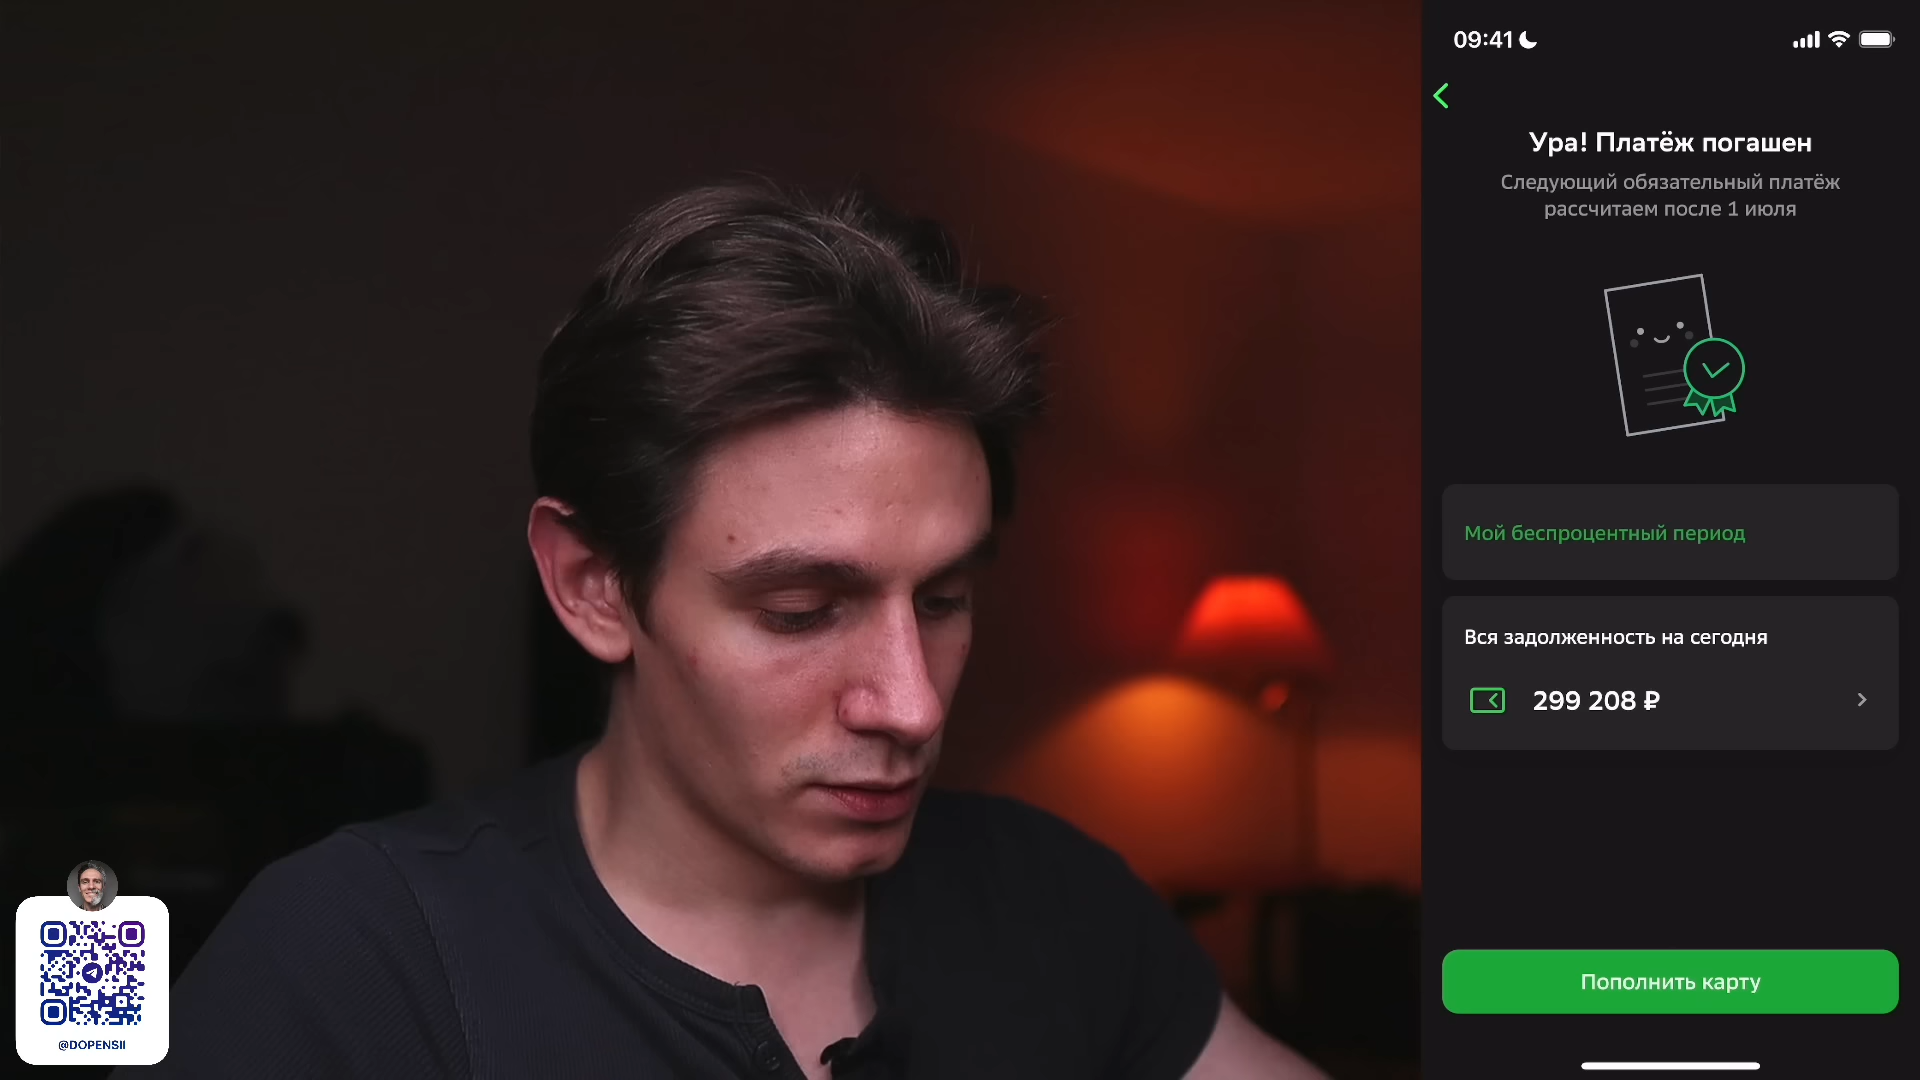 09:41
Ура! Платёж погашен
Следующий обязательный платёж
рассчитаем после 1 июля
Мой беспроцентный период
Вся задолженность на сегодня
299 208 ₽
Пополнить карту
@DOPENSII